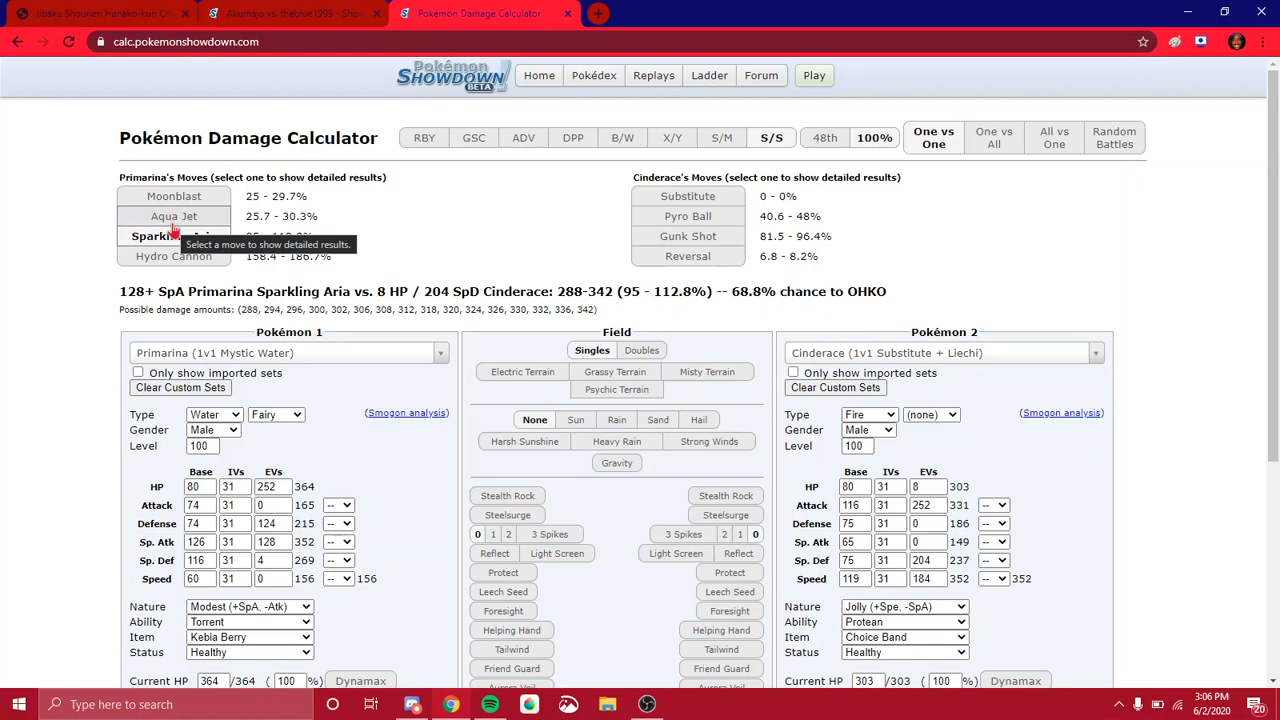 Jibaku Shounen Hanako-kun Ch
Akumajo vs. theblue1999 - Sho
Pokémon Damage Calculator
calc.pokemonshowdown.com
Pokémon
SHOWDOWN!
BETA
Home Pokédex Replays Ladder Forum Play
Pokémon Damage Calculator RBY GSC ADV DPP B/W X/Y S/M S/S 48th 100% One vs One One vs All All vs One Random Battles
Primarina's Moves (select one to show detailed results)
Moonblast 25 - 29.7%
Aqua Jet 25.7 - 30.3%
Select a move to show detailed results.
Hydro Cannon 158.4 - 186.7%
Cinderace's Moves (select one to show detailed results)
Substitute 0 - 0%
Pyro Ball 40.6 - 48%
Gunk Shot 81.5 - 96.4%
Reversal 6.8 - 8.2%
128+ SpA Primarina Sparkling Aria vs. 8 HP / 204 SpD Cinderace: 288-342 (95 - 112.8%) -- 68.8% chance to OHKO
Possible damage amounts: (288, 294, 296, 300, 302, 306, 308, 312, 318, 320, 324, 326, 330, 332, 336, 342)
Pokémon 1
Primarina (1v1 Mystic Water)
Only show imported sets
Clear Custom Sets
Type Water Fairy (Smogon analysis)
Gender Male
Level 100
Base IVs EVs
HP 80 31 252 364
Attack 74 31 0 165 --
Defense 74 31 124 215 --
Sp. Atk 126 31 128 352 --
Sp. Def 116 31 4 269 --
Speed 60 31 0 156 -- 156
Nature Modest (+SpA, -Atk)
Ability Torrent
Item Kebia Berry
Status Healthy
Current HP 364 /364 ( 100 %) Dynamax
Field
Singles Doubles
Electric Terrain Grassy Terrain Misty Terrain
Psychic Terrain
None Sun Rain Sand Hail
Harsh Sunshine Heavy Rain Strong Winds
Gravity
Stealth Rock Stealth Rock
Steelsurge Steelsurge
0 1 2 3 Spikes 3 Spikes 2 1 0
Reflect Light Screen Light Screen Reflect
Protect Protect
Leech Seed Leech Seed
Foresight Foresight
Helping Hand Helping Hand
Tailwind Tailwind
Friend Guard Friend Guard
Aurora Veil Aurora Veil
Pokémon 2
Cinderace (1v1 Substitute + Liechi)
Only show imported sets
Clear Custom Sets
Type Fire (none) (Smogon analysis)
Gender Male
Level 100
Base IVs EVs
HP 80 31 8 303
Attack 116 31 252 331 --
Defense 75 31 0 186 --
Sp. Atk 65 31 0 149 --
Sp. Def 75 31 204 237 --
Speed 119 31 184 352 -- 352
Nature Jolly (+Spe, -SpA)
Ability Protean
Item Choice Band
Status Healthy
Current HP 303 /303 ( 100 %) Dynamax
Type here to search
3:06 PM
6/2/2020
20